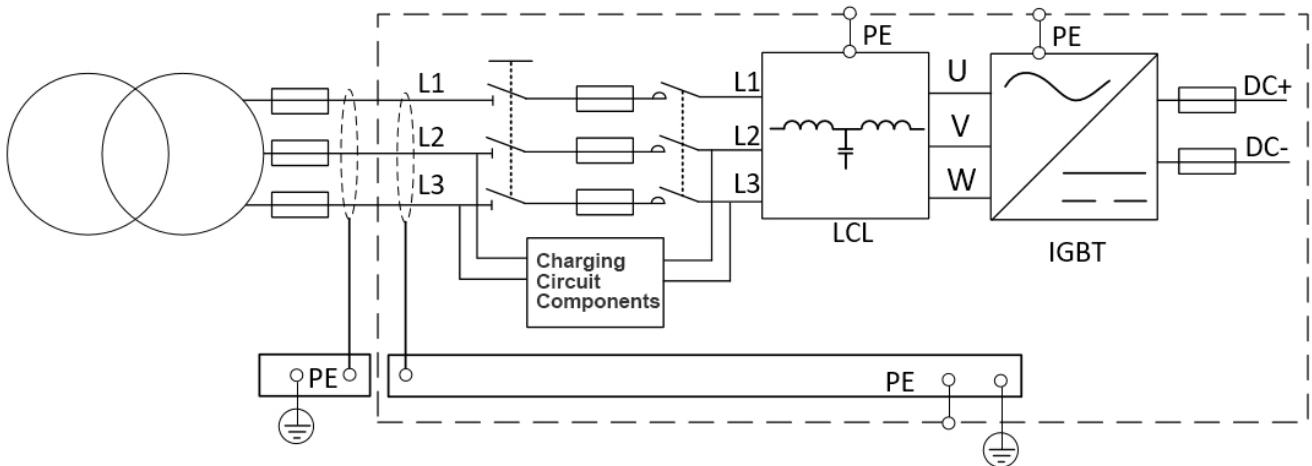 PE
PE
L1
L1
U
DC+
L2
L2
V
DC-
L3
L3
W
LCL
IGBT
Charging
Circuit
Components
PE
PE